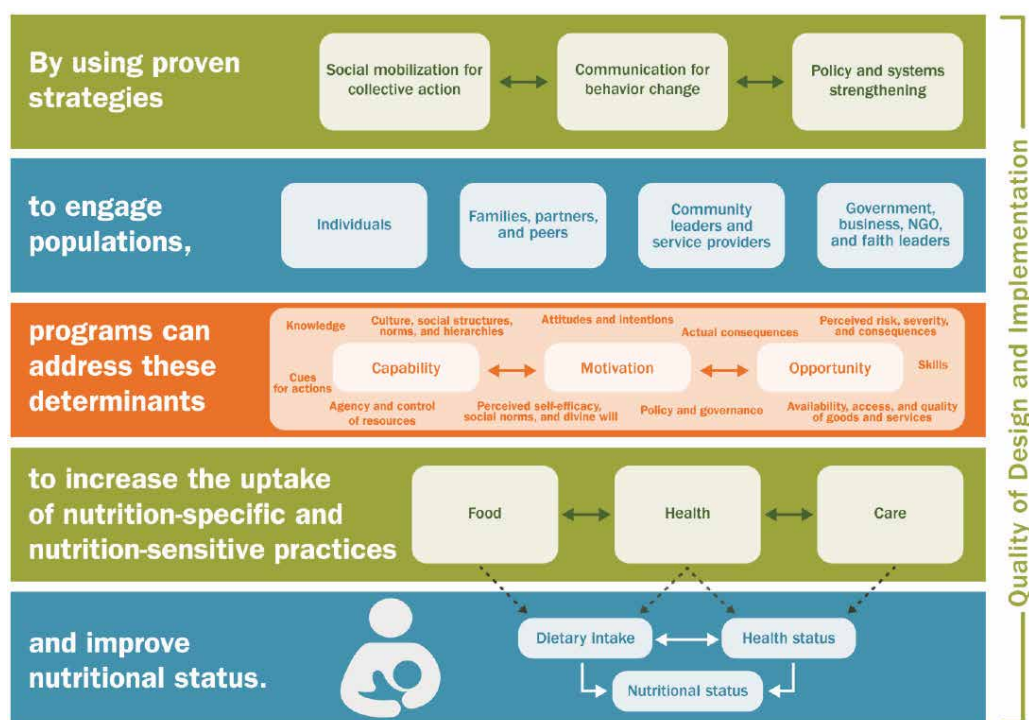 By using proven
strategies
Social mobilization for
collective action
Communication for
behavior change
Policy and systems
strengthening
to engage
populations,
Individuals
Families, partners,
and peers
Community
leaders and
service providers
Government,
business, NGO,
and faith leaders
programs can
address these
determinants
Knowledge
Culture, social structures,
norms, and hierarchies
Attitudes and intentions
Actual consequences
Perceived risk, severity,
and consequences
Cues
for actions
Capability
Motivation
Opportunity
Skills
Agency and control
of resources
Perceived self-efficacy,
social norms, and divine will
Policy and governance
Availability, access, and quality
of goods and services
to increase the uptake
of nutrition-specific and
nutrition-sensitive practices
Food
Health
Care
and improve
nutritional status.
Dietary intake
Health status
Nutritional status
Quality of Design and Implementation